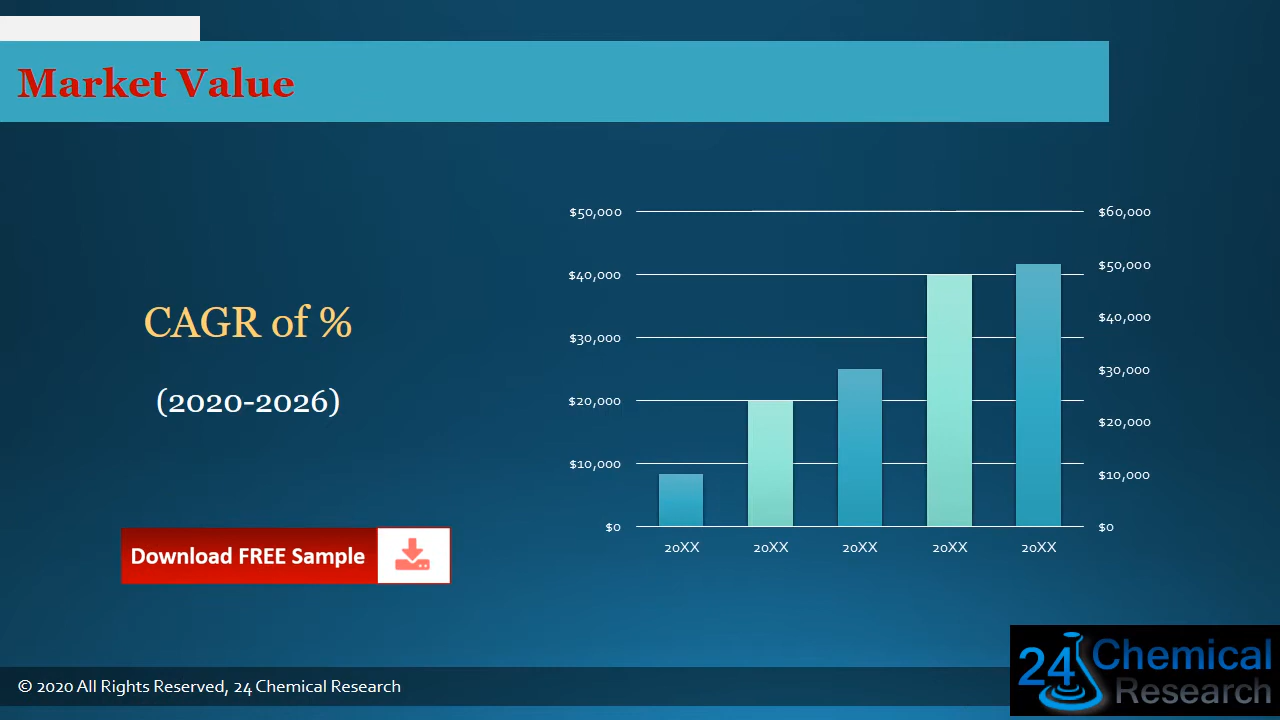 Market Value
CAGR of %
(2020-2026)
Download FREE Sample
$50,000
$40,000
$30,000
$20,000
$10,000
$0
$60,000
$50,000
$40,000
$30,000
$20,000
$10,000
$0
20XX 20XX 20XX 20XX 20XX
© 2020 All Rights Reserved, 24 Chemical Research
24 Chemical
Research